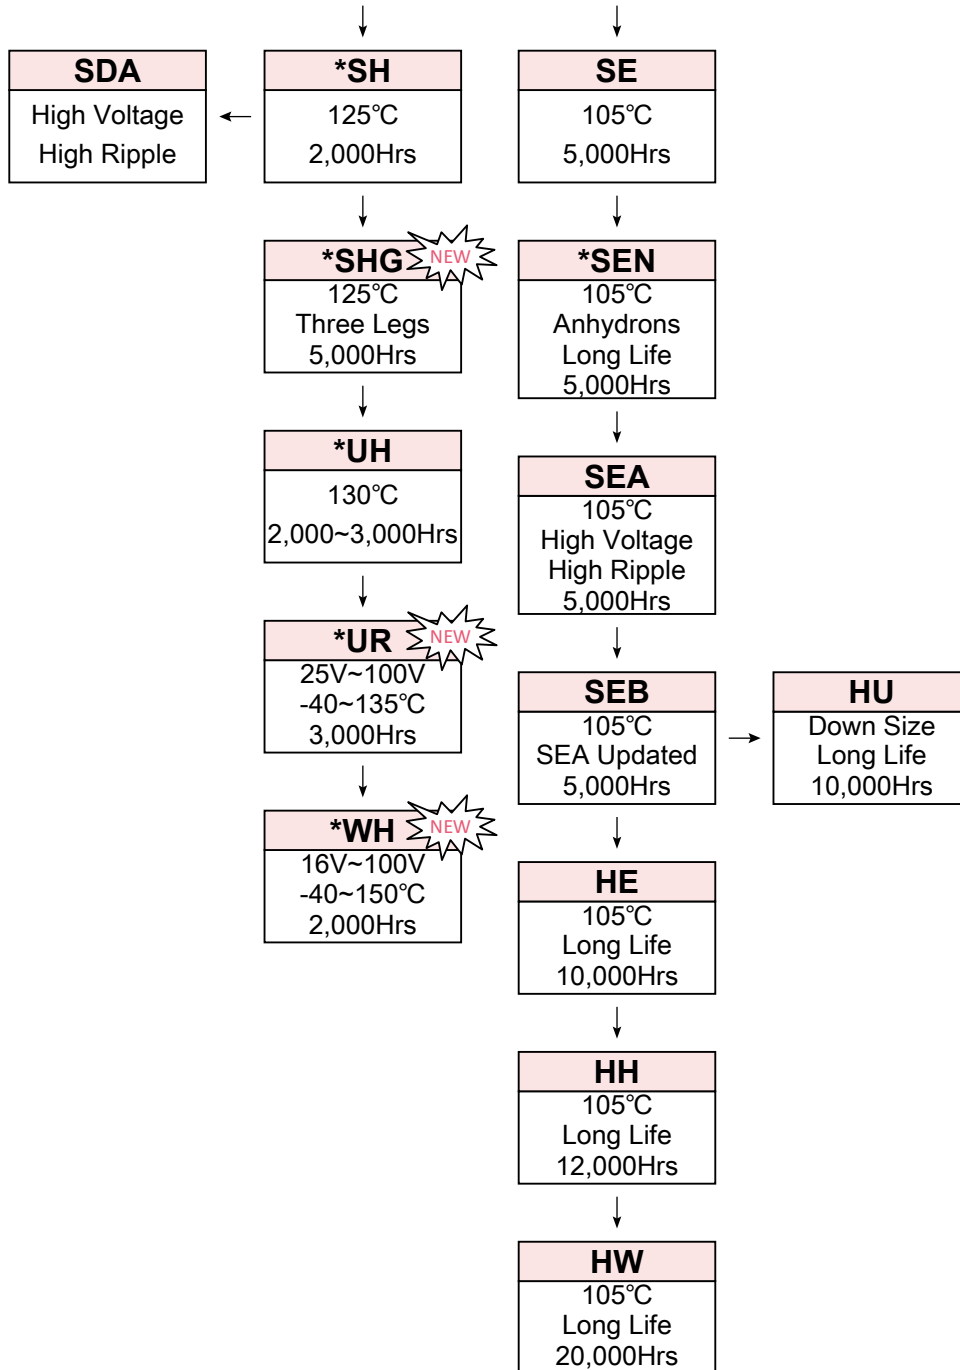 SDA
High Voltage
High Ripple
*SH
125℃
2,000Hrs
*SHG
NEW
125℃
Three Legs
5,000Hrs
*UH
130℃
2,000~3,000Hrs
*UR
NEW
25V~100V
-40~135℃
3,000Hrs
*WH
NEW
16V~100V
-40~150℃
2,000Hrs
SE
105℃
5,000Hrs
*SEN
105℃
Anhydrons
Long Life
5,000Hrs
SEA
105℃
High Voltage
High Ripple
5,000Hrs
SEB
105℃
SEA Updated
5,000Hrs
HU
Down Size
Long Life
10,000Hrs
HE
105℃
Long Life
10,000Hrs
HH
105℃
Long Life
12,000Hrs
HW
105℃
Long Life
20,000Hrs